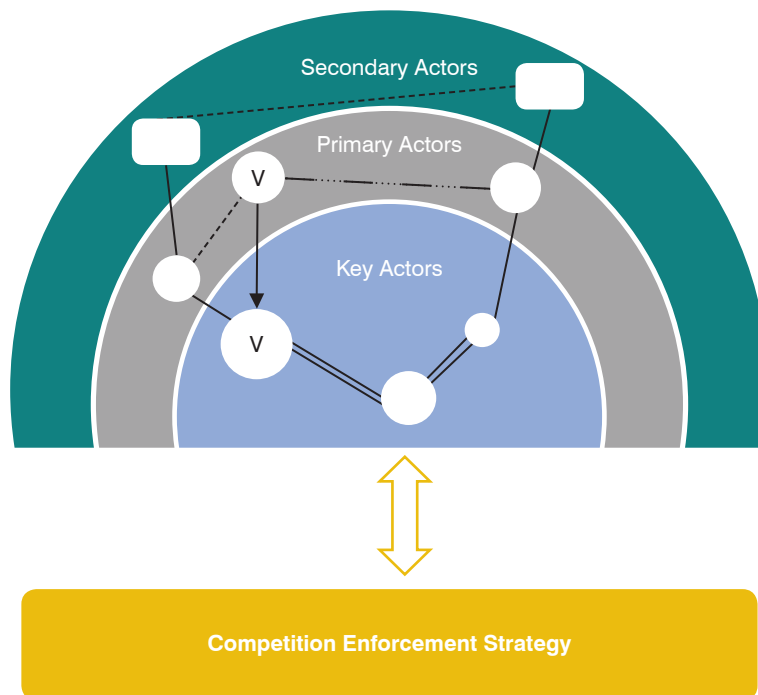 Secondary Actors
Primary Actors
V
Key Actors
V
Competition Enforcement Strategy